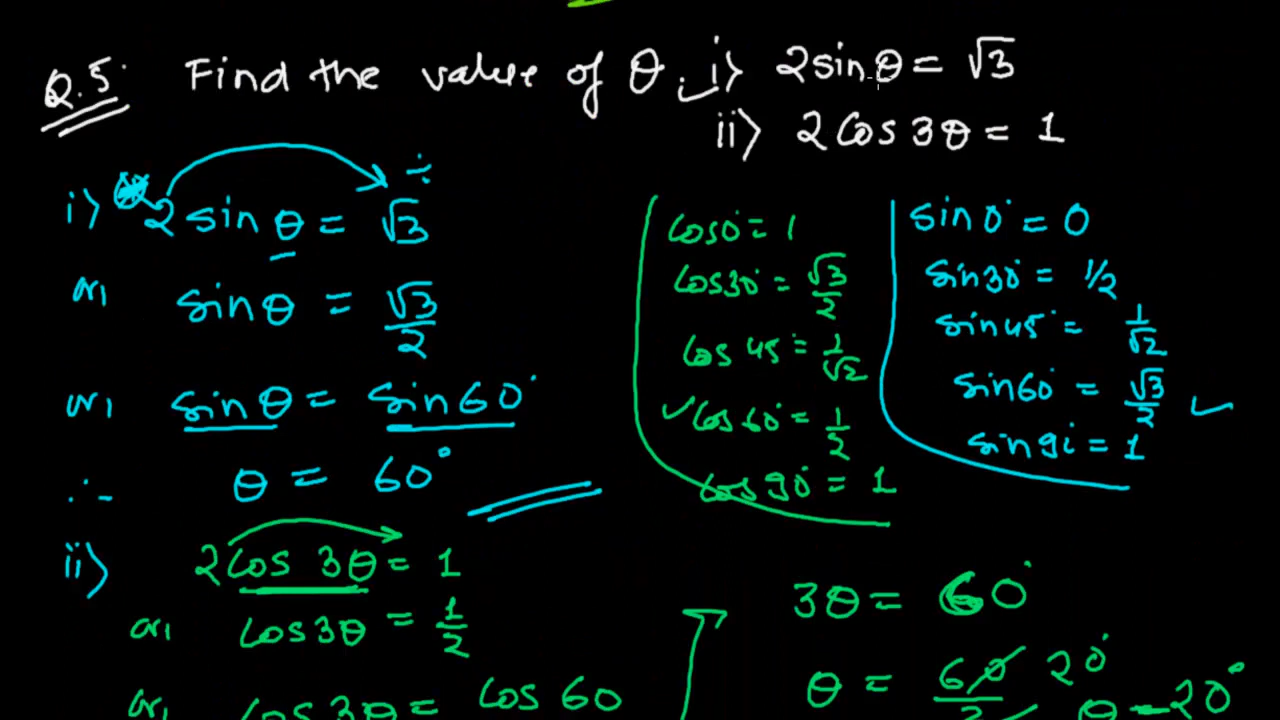 Q.5. Find the value of θ. i) 2sinθ = √3
ii) 2cos3θ = 1
i) 2sinθ = √3 ÷
or, sinθ = √3/2
or, sinθ = sin60°
∴ θ = 60°
cos0° = 1
cos30° = √3/2
cos45 = 1/√2
✓cos60° = 1/2
cos90° = 1
sin0° = 0
sin30° = 1/2
sin45° = 1/√2
sin60° = √3/2 ✓
sin90° = 1
ii) 2cos3θ = 1
or, cos3θ = 1/2
or, cos3θ = cos60
3θ = 60°
θ = 60/3 20°
θ = 20°